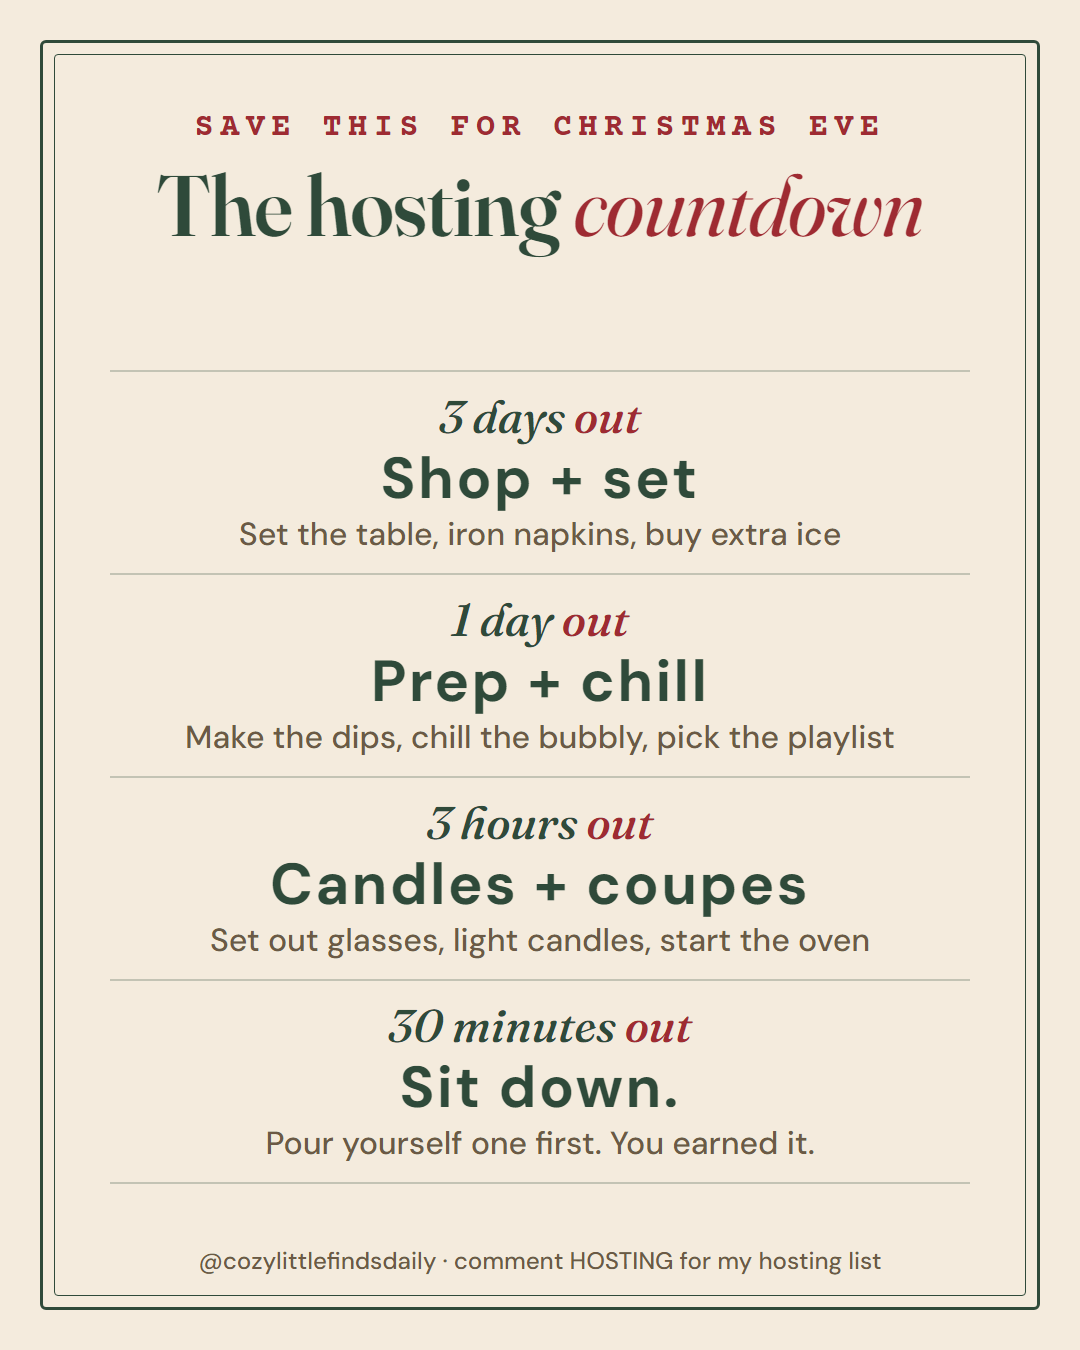 SAVE THIS FOR CHRISTMAS EVE
The hosting countdown
3 days out
Shop + set
Set the table, iron napkins, buy extra ice
1 day out
Prep + chill
Make the dips, chill the bubbly, pick the playlist
3 hours out
Candles + coupes
Set out glasses, light candles, start the oven
30 minutes out
Sit down.
Pour yourself one first. You earned it.
@cozylittlefindsdaily · comment HOSTING for my hosting list